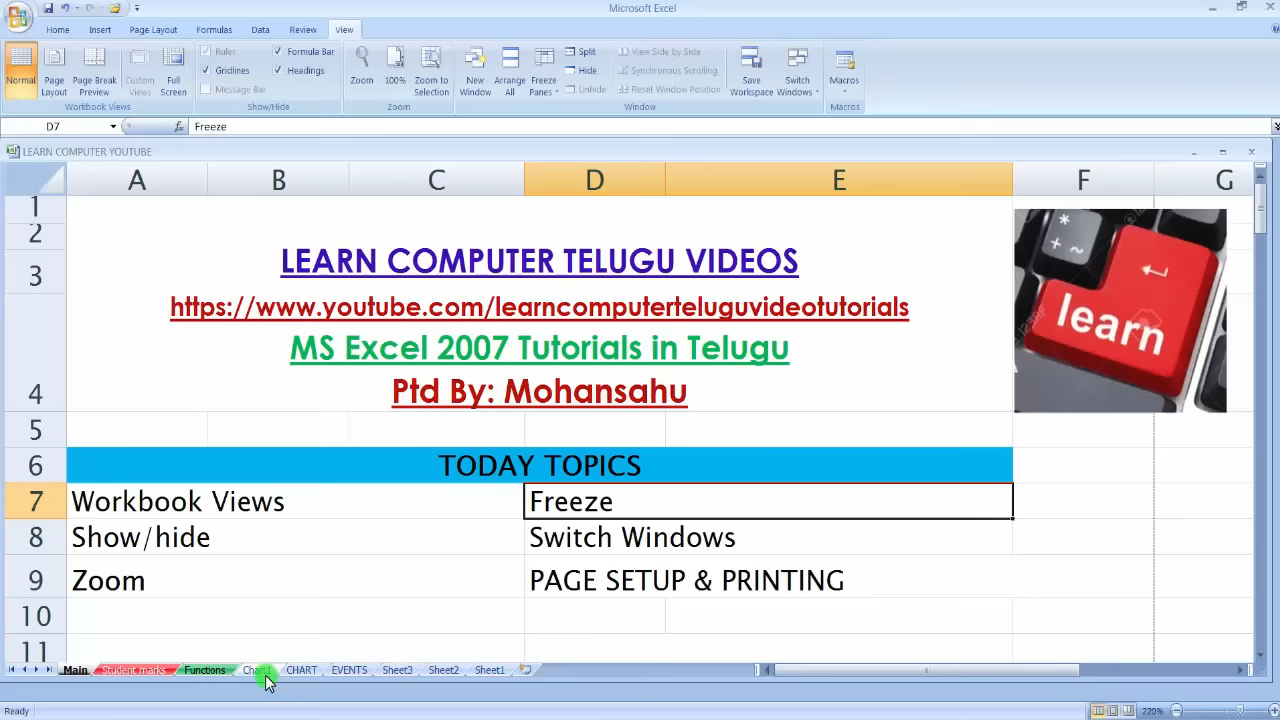 Microsoft Excel
Home Insert Page Layout Formulas Data Review View
Normal Page Layout Page Break Preview Custom Views Full Screen
Ruler Formula Bar
Gridlines Headings
Message Bar
Zoom 100% Zoom to Selection
New Window Arrange All Freeze Panes
Split View Side by Side
Hide Synchronous Scrolling
Unhide Reset Window Position
Save Workspace Switch Windows Macros
Workbook Views Show/Hide Zoom Window Macros
D7 fx Freeze
LEARN COMPUTER YOUTUBE
A B C D E F G
1
2
3 LEARN COMPUTER TELUGU VIDEOS
https://www.youtube.com/learncomputerteluguvideotutorials
MS Excel 2007 Tutorials in Telugu
4 Ptd By: Mohansahu
* + ~
learn
5
6 TODAY TOPICS
7 Workbook Views Freeze
8 Show/hide Switch Windows
9 Zoom PAGE SETUP & PRINTING
10
11
Main Student marks Functions Chart1 CHART EVENTS Sheet3 Sheet2 Sheet1
Ready 220%